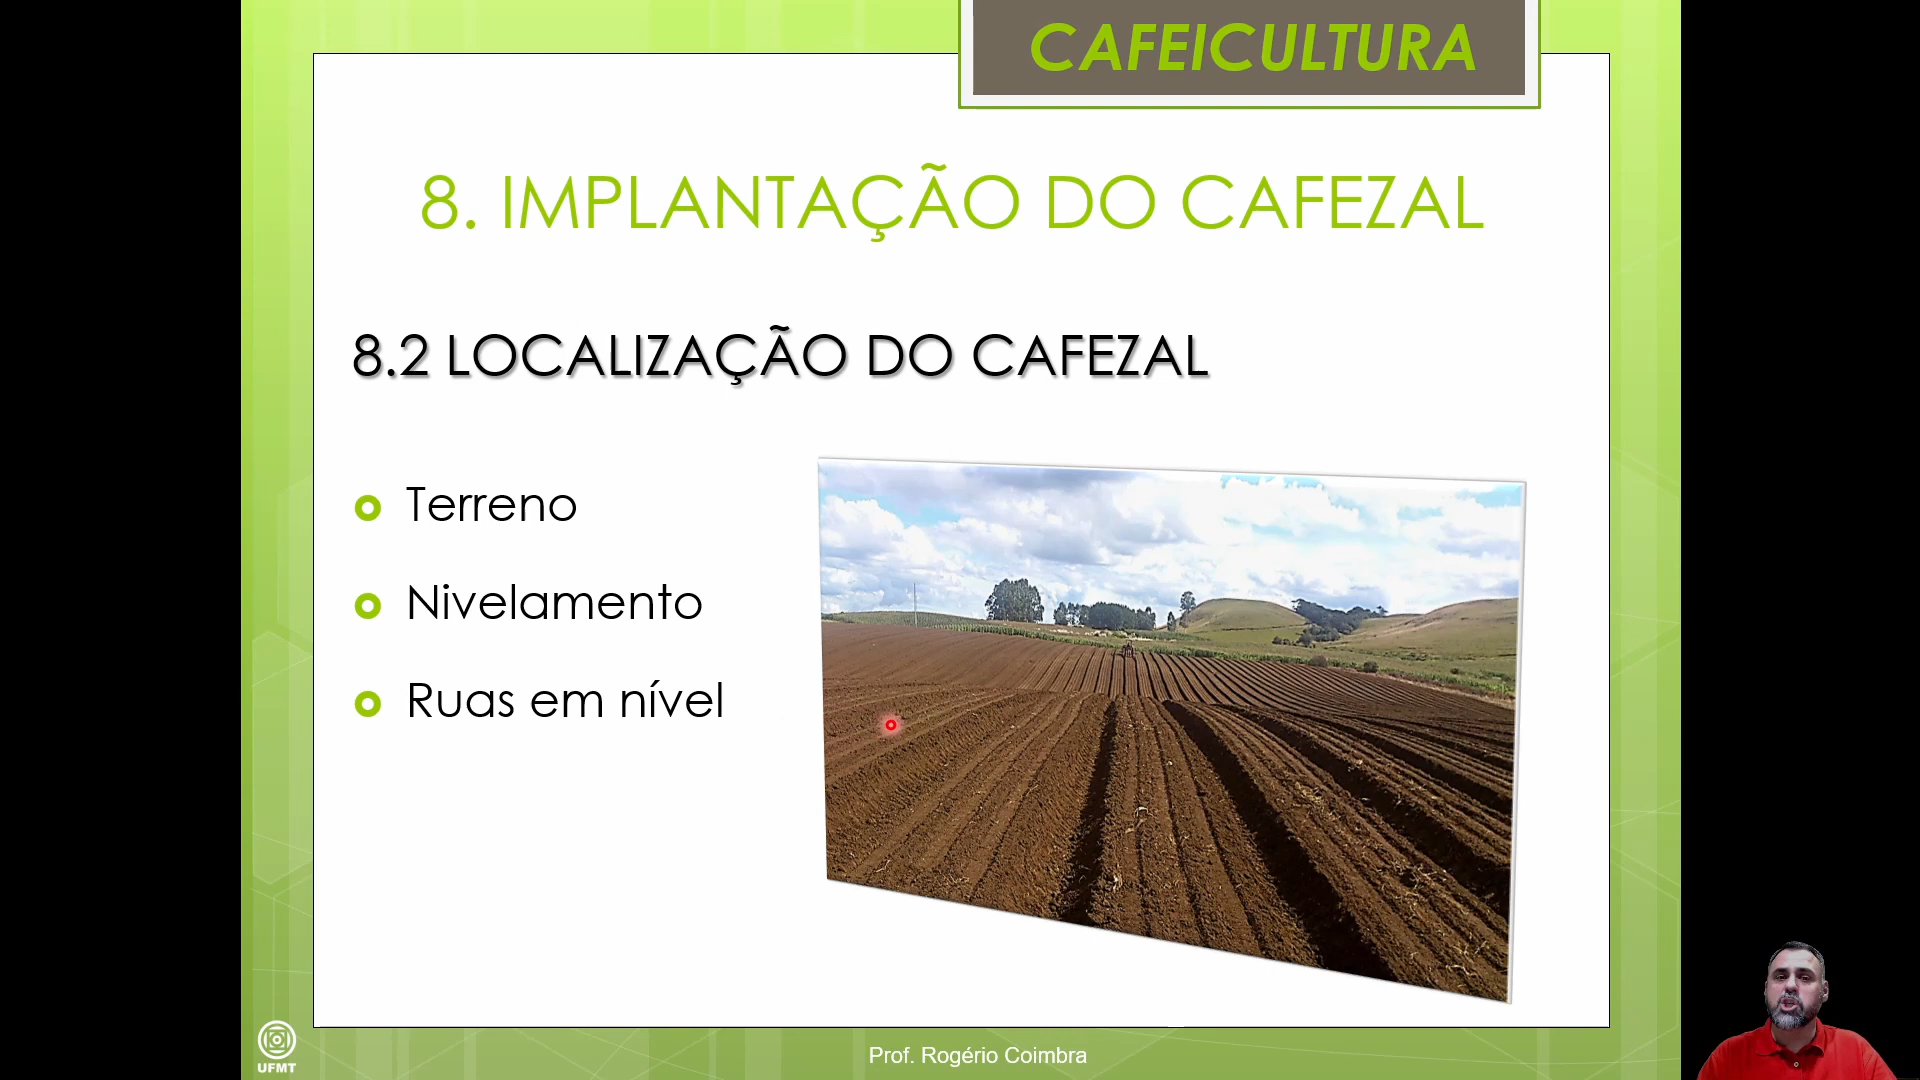 CAFEICULTURA
8. IMPLANTAÇÃO DO CAFEZAL
8.2 LOCALIZAÇÃO DO CAFEZAL
Terreno
Nivelamento
Ruas em nível
UFMT
Prof. Rogério Coimbra